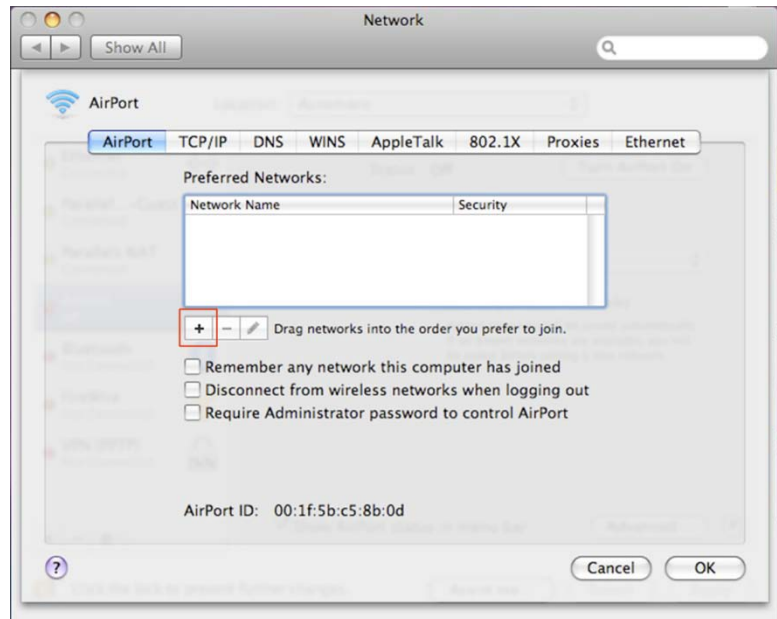 Network
Show All
AirPort
AirPort TCP/IP DNS WINS AppleTalk 802.1X Proxies Ethernet
Preferred Networks:
Network Name Security
+ − Drag networks into the order you prefer to join.
Remember any network this computer has joined
Disconnect from wireless networks when logging out
Require Administrator password to control AirPort
AirPort ID: 00:1f:5b:c5:8b:0d
? Cancel OK